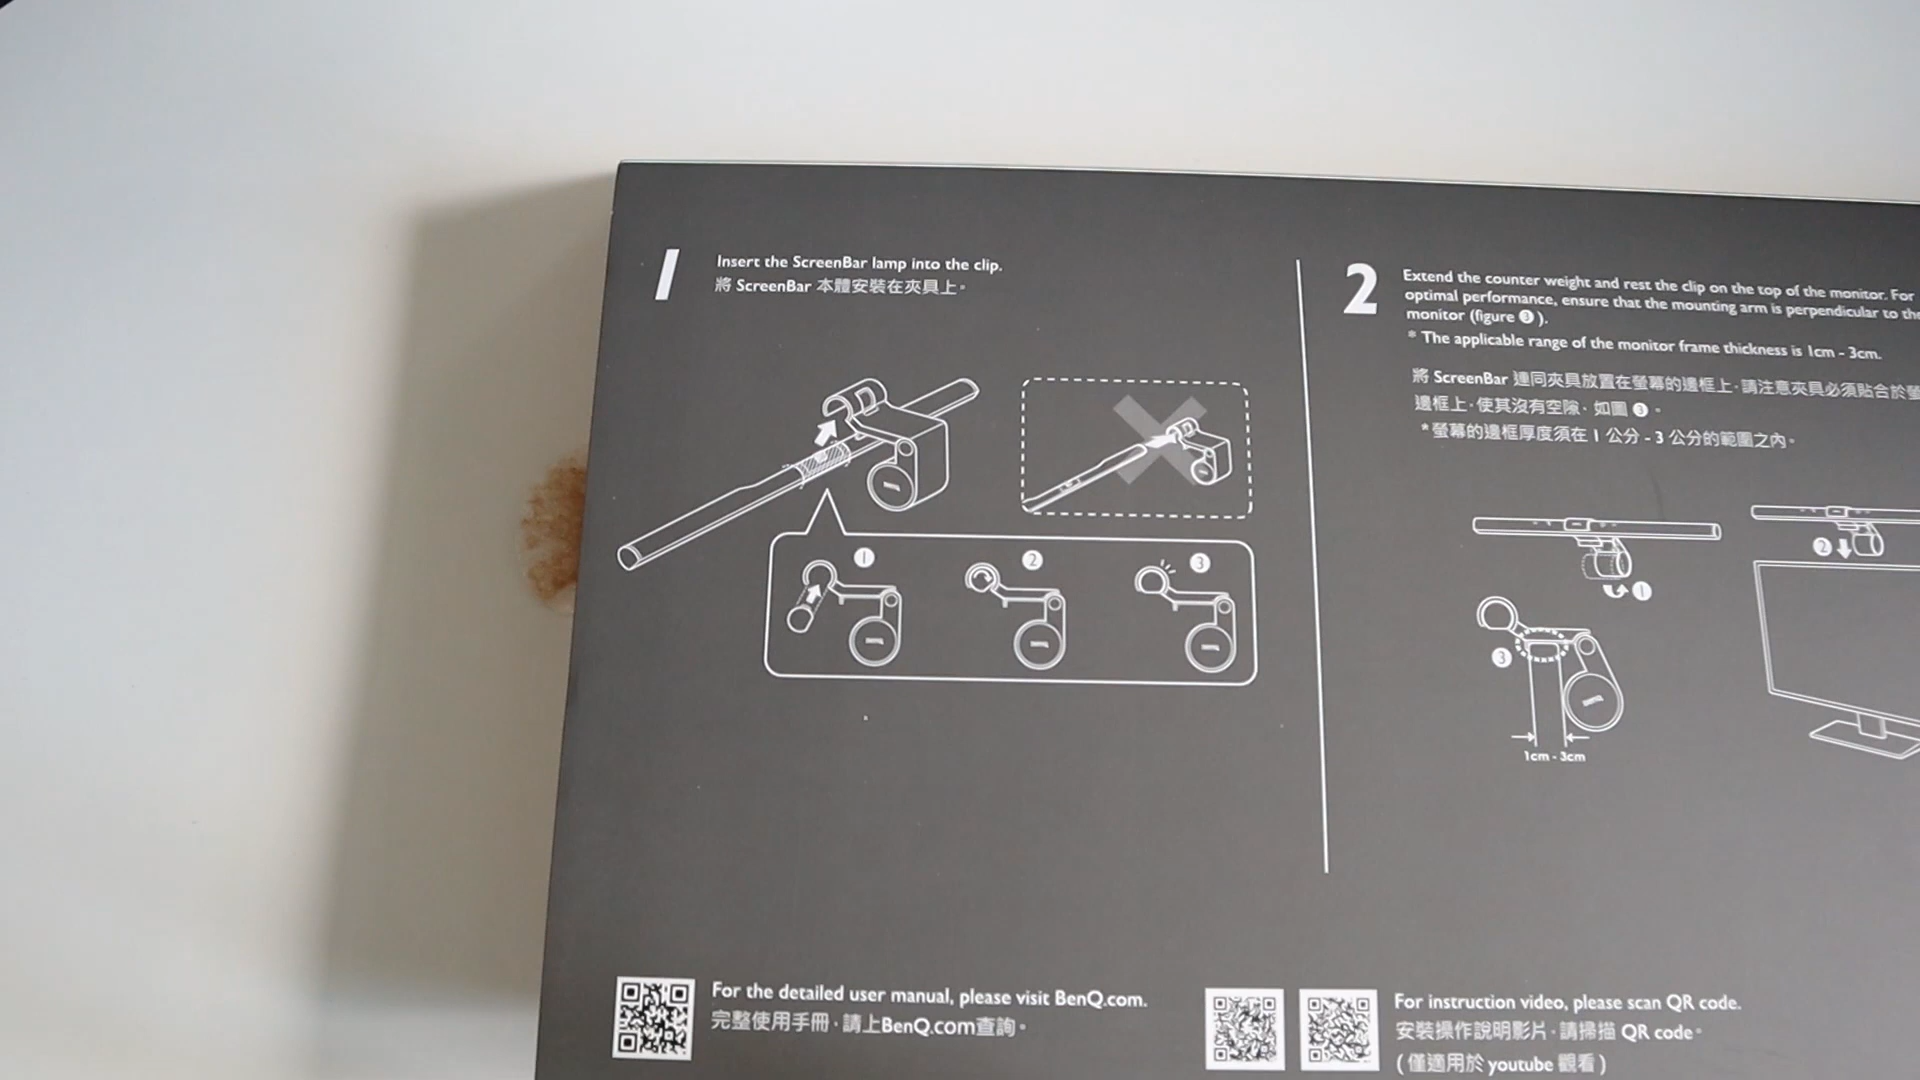 1
Insert the ScreenBar lamp into the clip.
將 ScreenBar 本體安裝在夾具上。
1
2
3
2
Extend the counter weight and rest the clip on the top of the monitor. For
optimal performance, ensure that the mounting arm is perpendicular to the
monitor (figure ❸ ).
* The applicable range of the monitor frame thickness is 1cm - 3cm.
將 ScreenBar 連同夾具放置在螢幕的邊框上，請注意夾具必須貼合於螢
邊框上，使其沒有空隙，如圖 ❸ 。
*螢幕的邊框厚度須在 1 公分 - 3 公分的範圍之內。
1
2
3
1cm - 3cm
For the detailed user manual, please visit BenQ.com.
完整使用手冊，請上BenQ.com查詢。
For instruction video, please scan QR code.
安裝操作說明影片，請掃描 QR code。
(僅適用於 youtube 觀看)